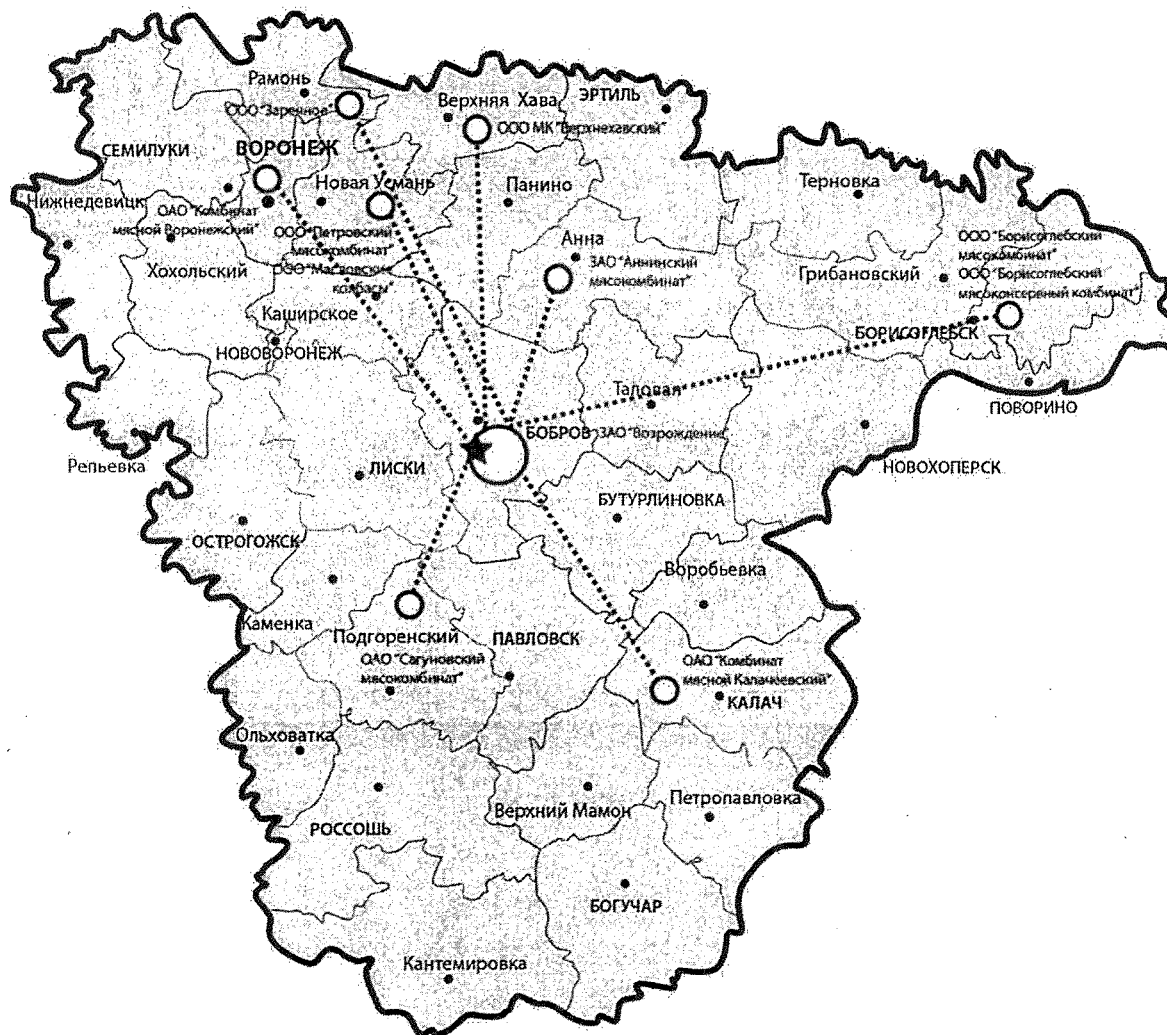 Рамонь
ООО "Заречное"
Верхняя Хава
ЭРТИЛЬ
ООО МК "Верхнехавский"
СЕМИЛУКИ
ВОРОНЕЖ
Нижнедевицк
Новая Усмань
Панино
Терновка
ОАО "Комбинат
мясной Воронежский"
ООО "Петровский
мясокомбинат"
ООО "Масловские
колбасы"
Хохольский
Анна
ЗАО "Аннинский
мясокомбинат"
Грибановский
ООО "Борисоглебский
мясокомбинат"
ООО "Борисоглебский
мясоконсервный комбинат"
Каширское
НОВОВОРОНЕЖ
БОРИСОГЛЕБСК
ПОВОРИНО
Таловая
БОБРОВ
ЗАО "Возрождение"
Репьевка
ЛИСКИ
НОВОХОПЕРСК
БУТУРЛИНОВКА
ОСТРОГОЖСК
Воробьевка
Каменка
Подгоренский
ОАО "Сагуновский
мясокомбинат"
ПАВЛОВСК
ОАО "Комбинат
мясной Калачеевский"
КАЛАЧ
Ольховатка
Верхний Мамон
Петропавловка
РОССОШЬ
БОГУЧАР
Кантемировка